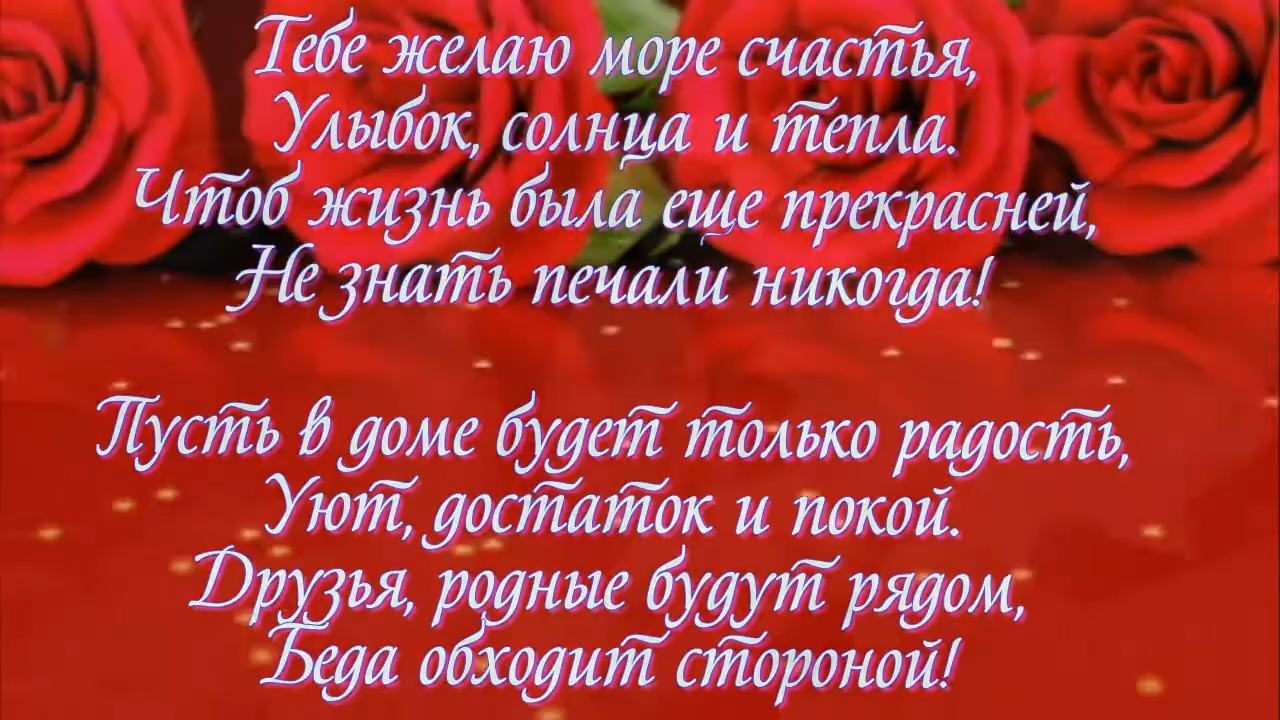 Тебе желаю море счастья,
Улыбок, солнца и тепла.
Чтоб жизнь была еще прекрасней,
Не знать печали никогда!
Пусть в доме будет только радость,
Уют, достаток и покой.
Друзья, родные будут рядом,
Беда обходит стороной!